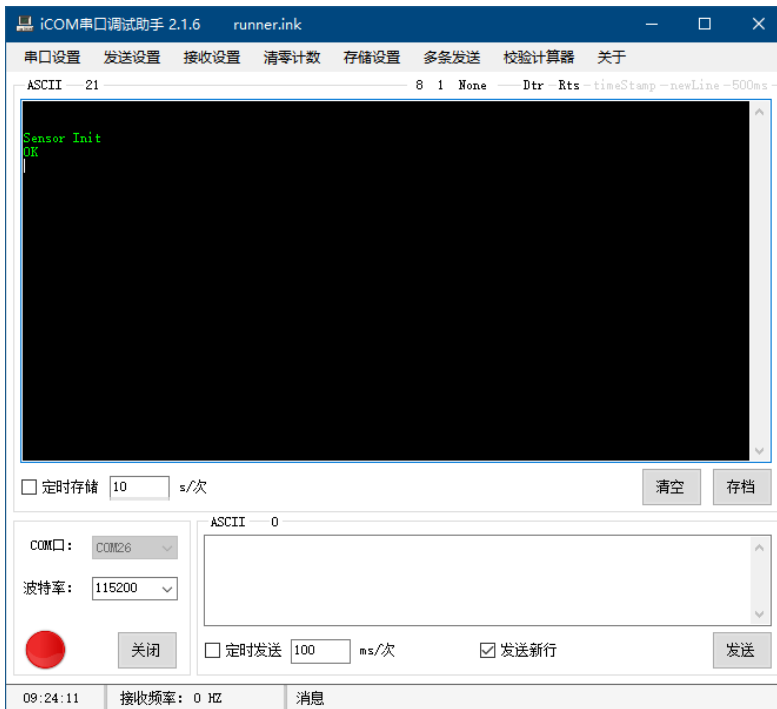 iCOM串口调试助手 2.1.6 runner.ink
串口设置 发送设置 接收设置 清零计数 存储设置 多条发送 校验计算器 关于
ASCII 21 8 1 None Dtr Rts timeStamp newLine 500ms
Sensor Init
OK
定时存储 10 s/次 清空 存档
ASCII 0
COM口: COM26
波特率: 115200
关闭 定时发送 100 ms/次 发送新行 发送
09:24:11 接收频率: 0 HZ 消息